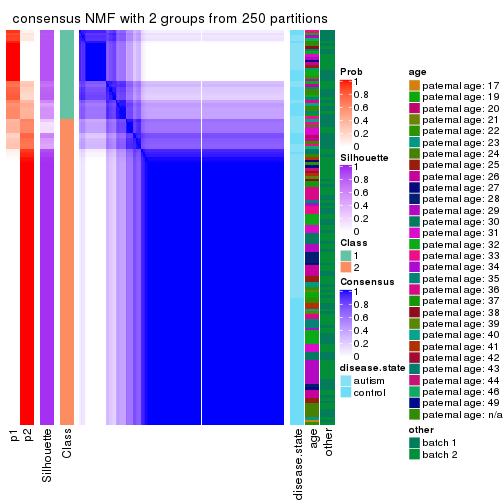 consensus NMF with 2 groups from 250 partitions
Prob
1
0.8
0.6
0.4
0.2
0
Silhouette
1
0.8
0.6
0.4
0.2
0
Class
1
2
Consensus
1
0.8
0.6
0.4
0.2
0
disease.state
autism
control
age
paternal age: 17
paternal age: 19
paternal age: 20
paternal age: 21
paternal age: 22
paternal age: 23
paternal age: 24
paternal age: 25
paternal age: 26
paternal age: 27
paternal age: 28
paternal age: 29
paternal age: 30
paternal age: 31
paternal age: 32
paternal age: 33
paternal age: 34
paternal age: 35
paternal age: 36
paternal age: 37
paternal age: 38
paternal age: 39
paternal age: 40
paternal age: 41
paternal age: 42
paternal age: 43
paternal age: 44
paternal age: 46
paternal age: 49
paternal age: n/a
other
batch 1
batch 2
p1
p2
Silhouette
Class
disease.state
age
other